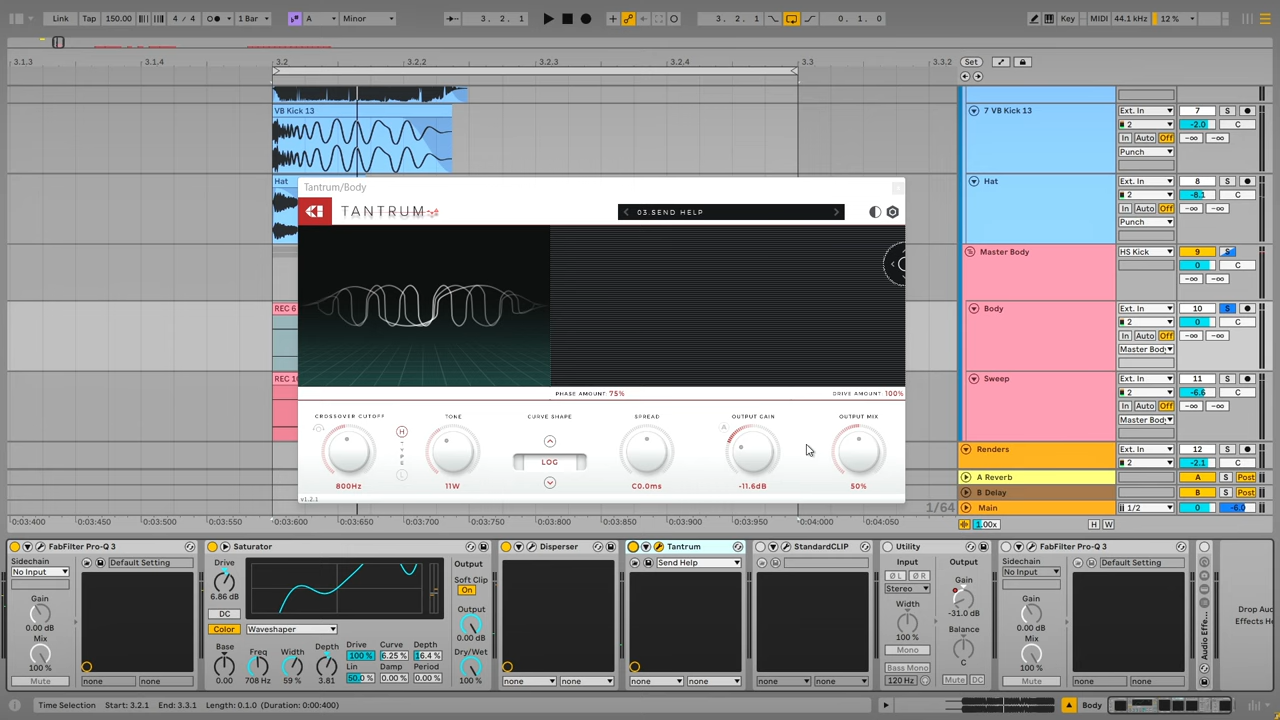 Link Tap 150.00 4 / 4 1 Bar A Minor 3. 2. 1 3. 2. 1 0. 1. 0 Key MIDI 44.1 kHz 12 %
3.1.3 3.1.4 3.2 3.2.2 3.2.3 3.2.4 3.3 3.3.2 Set
VB Kick 13 7 VB Kick 13 Ext. In 7 S
2 -2.0 C
In Auto Off -∞ -∞
Punch
Hat Hat Ext. In 8 S
2 -8.1 C
In Auto Off -∞ -∞
Punch
Tantrum/Body
TANTRUM 03.SEND HELP
Master Body HS Kick 9 S
0 C
-∞ -∞
REC 6 Body Ext. In 10 S
2 0 C
In Auto Off -∞ -∞
Master Body
REC 10 Sweep Ext. In 11 S
2 -6.6 C
In Auto Off -∞ -∞
Master Body
PHASE AMOUNT 75% DRIVE AMOUNT 100%
CROSSOVER CUTOFF TONE CURVE SHAPE SPREAD OUTPUT GAIN OUTPUT MIX
H
TYPE
LOG
A
800Hz 11W C0.0ms -11.6dB 50%
v1.2.1
Renders 12 S
2 -2.1 C
A Reverb A S Post
B Delay B S Post
Main 1/2 0 -6.0
1/64
0:03:400 0:03:450 0:03:500 0:03:550 0:03:600 0:03:650 0:03:700 0:03:750 0:03:800 0:03:850 0:03:900 0:03:950 0:04:000 0:04:050 1.00x H W
FabFilter Pro-Q 3 Saturator Disperser Tantrum StandardCLIP Utility FabFilter Pro-Q 3
Sidechain
No Input
Default Setting
Gain
0.00 dB
Mix
100 %
Mute
none none
Drive
6.86 dB
DC
Color Waveshaper
Base Freq Width Depth
0.00 708 Hz 59 % 3.81
Drive Curve Depth
100 % 6.25 % 16.4 %
Lin Damp Period
50.0 % 0.00 % 0.00 %
Output
Soft Clip
On
Output
0.00 dB
Dry/Wet
100 %
none none
Send Help
none none
none none
Input Output
Ø L Ø R Gain
Stereo -31.0 dB
Width
100 % Balance
Mono
Bass Mono C
120 Hz Mute DC
Sidechain
No Input
Default Setting
Gain
0.00 dB
Mix
100 %
Mute
none none
Audio Effe...
Drop Aud
Effects He
Time Selection Start: 3.2.1 End: 3.3.1 Length: 0.1.0 (Duration: 0:00:400) Body